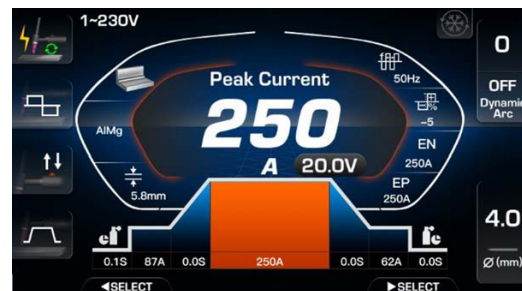 1~230V
0
OFF
Dynamic
Arc
50Hz
%
-5
Peak Current
250
A
20.0V
AlMg
5.8mm
EN
250A
EP
250A
4.0
Ø (mm)
0.1S 87A 0.0S 250A 0.0S 62A 0.0S
◀SELECT ▶SELECT